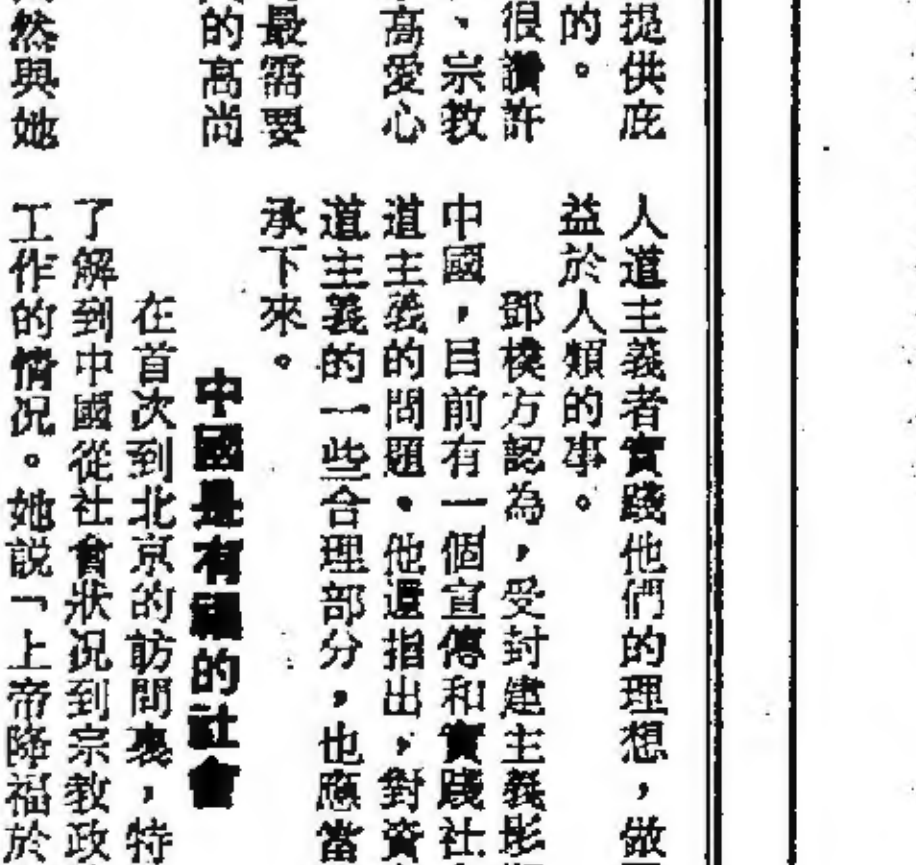 提供庇
的。
很讚許
、宗教
高愛心
最需要
的高尚
然與她
人道主義者實踐他們的理想，做
益於人類的事。
鄧樸方認為，受封建主義影
中國，目前有一個宣傳和實踐社
道主義的問題。他還指出，對資
道主義的一些合理部分，也應當
承下來。
中國是有福的社會
在首次到北京的訪問裏，特
了解到中國從社會狀况到宗教政
工作的情况。她説「上帝降福於